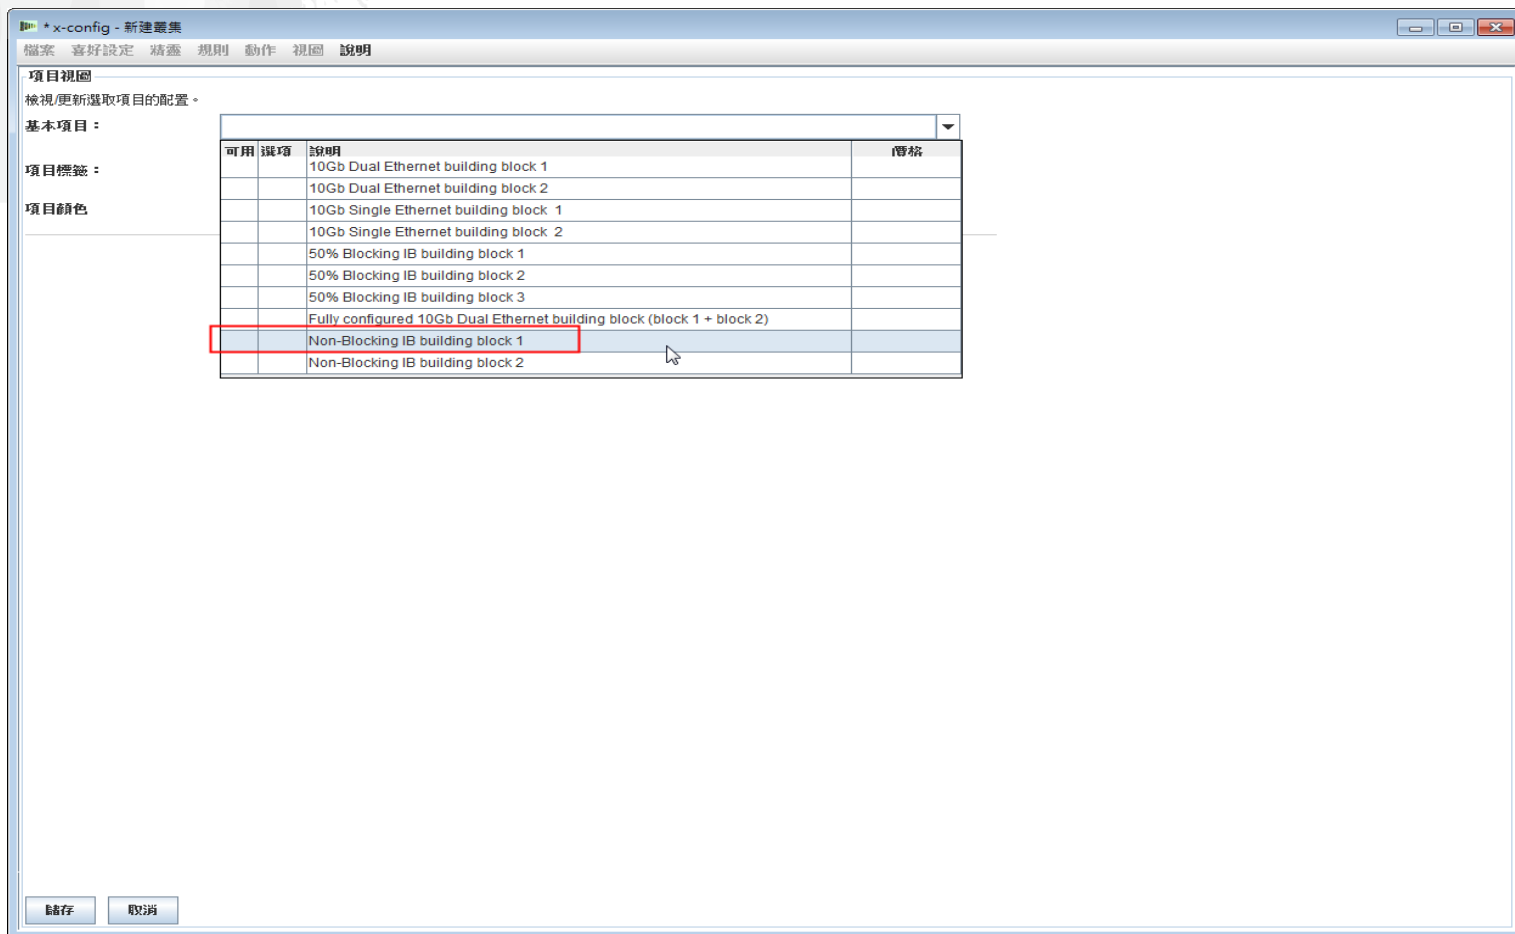 * x-config - 新建叢集
檔案 喜好設定 精靈 規則 動作 視圖 說明
項目視圖
檢視/更新選取項目的配置。
基本項目：
可用 選項 說明 價格
10Gb Dual Ethernet building block 1
項目標籤：
10Gb Dual Ethernet building block 2
項目顏色
10Gb Single Ethernet building block 1
10Gb Single Ethernet building block 2
50% Blocking IB building block 1
50% Blocking IB building block 2
50% Blocking IB building block 3
Fully configured 10Gb Dual Ethernet building block (block 1 + block 2)
Non-Blocking IB building block 1
Non-Blocking IB building block 2
儲存 取消